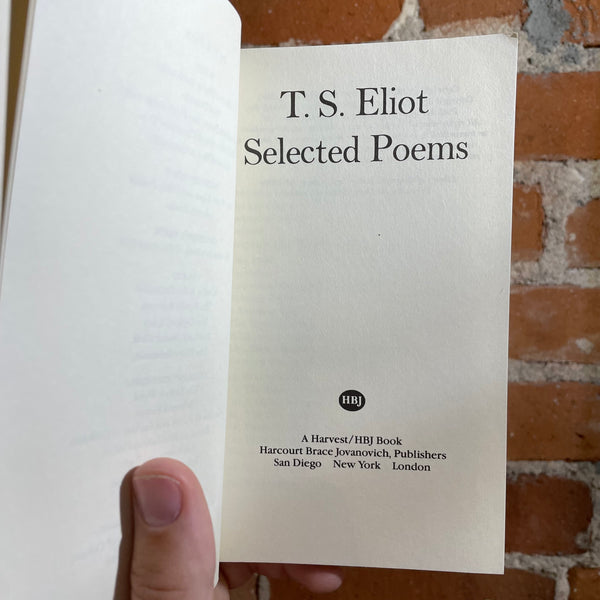 T. S. Eliot
Selected Poems
HBJ
A Harvest/HBJ Book
Harcourt Brace Jovanovich, Publishers
San Diego New York London